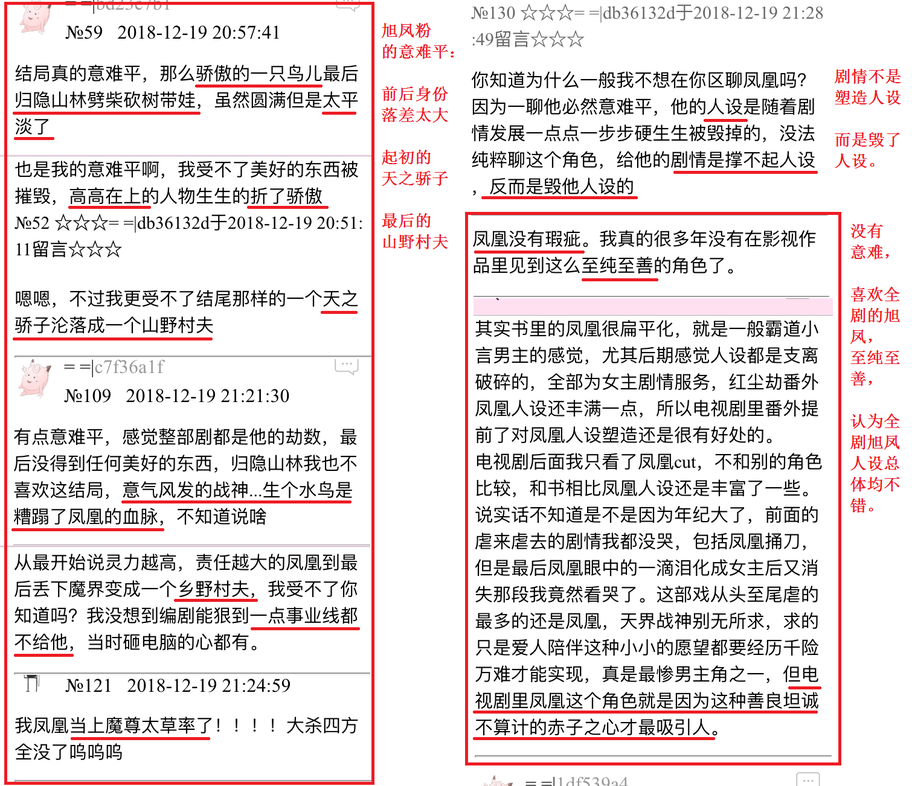 = =|bd23c7b1
№59 2018-12-19 20:57:41
结局真的意难平，那么骄傲的一只鸟儿最后
归隐山林劈柴砍树带娃，虽然圆满但是太平
淡了
也是我的意难平啊，我受不了美好的东西被
摧毁，高高在上的人物生生的折了骄傲
№52 ☆☆☆= =|db36132d于2018-12-19 20:51:
11留言☆☆☆
嗯嗯，不过我更受不了结尾那样的一个天之
骄子沦落成一个山野村夫
= =|c7f36a1f
№109 2018-12-19 21:21:30
有点意难平，感觉整部剧都是他的劫数，最
后没得到任何美好的东西，归隐山林我也不
喜欢这结局，意气风发的战神...生个水鸟是
糟蹋了凤凰的血脉，不知道说啥
从最开始说灵力越高，责任越大的凤凰到最
后丢下魔界变成一个乡野村夫，我受不了你
知道吗？我没想到编剧能狠到一点事业线都
不给他，当时砸电脑的心都有。
№121 2018-12-19 21:24:59
我凤凰当上魔尊太草率了！！！！大杀四方
全没了呜呜呜
旭凤粉
的意难平：
前后身份
落差太大
起初的
天之骄子
最后的
山野村夫
№130 ☆☆☆= =|db36132d于2018-12-19 21:28
:49留言☆☆☆
你知道为什么一般我不想在你区聊凤凰吗？
因为一聊他必然意难平，他的人设是随着剧
情发展一点点一步步硬生生被毁掉的，没法
纯粹聊这个角色，给他的剧情是撑不起人设
，反而是毁他人设的
剧情不是
塑造人设
而是毁了
人设。
凤凰没有瑕疵。我真的很多年没有在影视作
品里见到这么至纯至善的角色了。
其实书里的凤凰很扁平化，就是一般霸道小
言男主的感觉，尤其后期感觉人设都是支离
破碎的，全部为女主剧情服务，红尘劫番外
凤凰人设还丰满一点，所以电视剧里番外提
前了对凤凰人设塑造还是很有好处的。
电视剧后面我只看了凤凰cut，不和别的角色
比较，和书相比凤凰人设还是丰富了一些。
说实话不知道是不是因为年纪大了，前面的
虐来虐去的剧情我都没哭，包括凤凰捅刀，
但是最后凤凰眼中的一滴泪化成女主后又消
失那段我竟然看哭了。这部戏从头至尾虐的
最多的还是凤凰，天界战神别无所求，求的
只是爱人陪伴这种小小的愿望都要经历千险
万难才能实现，真是最惨男主角之一，但电
视剧里凤凰这个角色就是因为这种善良坦诚
不算计的赤子之心才最吸引人。
没有
意难，
喜欢全
剧的旭
凤，
至纯至
善，
认为全
剧旭凤
人设总
体均不
错。
= =|1df539a4